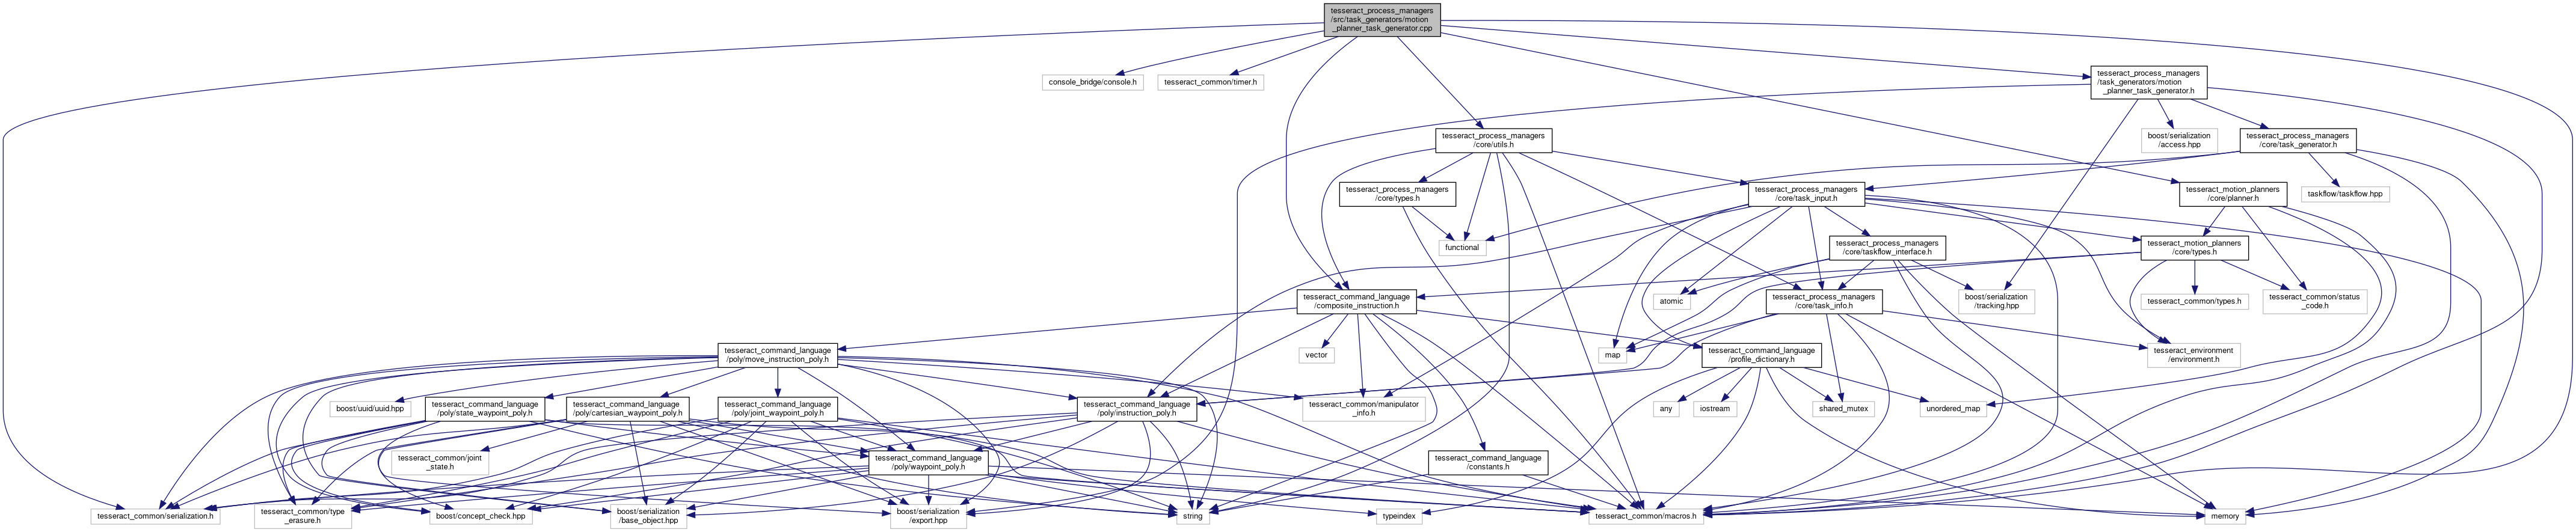 tesseract_process_managers
/src/task_generators/motion
_planner_task_generator.cpp
console_bridge/console.h
tesseract_common/timer.h
tesseract_process_managers
/task_generators/motion
_planner_task_generator.h
tesseract_process_managers
/core/utils.h
boost/serialization
/access.hpp
tesseract_process_managers
/core/task_generator.h
tesseract_process_managers
/core/types.h
tesseract_process_managers
/core/task_input.h
tesseract_motion_planners
/core/planner.h
taskflow/taskflow.hpp
functional
tesseract_process_managers
/core/taskflow_interface.h
tesseract_motion_planners
/core/types.h
tesseract_command_language
/composite_instruction.h
atomic
tesseract_process_managers
/core/task_info.h
boost/serialization
/tracking.hpp
tesseract_common/types.h
tesseract_common/status
_code.h
tesseract_command_language
/poly/move_instruction_poly.h
vector
map
tesseract_command_language
/profile_dictionary.h
tesseract_environment
/environment.h
boost/uuid/uuid.hpp
tesseract_command_language
/poly/state_waypoint_poly.h
tesseract_command_language
/poly/cartesian_waypoint_poly.h
tesseract_command_language
/poly/joint_waypoint_poly.h
tesseract_command_language
/poly/instruction_poly.h
tesseract_common/manipulator
_info.h
any
iostream
shared_mutex
unordered_map
tesseract_common/joint
_state.h
tesseract_command_language
/poly/waypoint_poly.h
tesseract_command_language
/constants.h
tesseract_common/serialization.h
tesseract_common/type
_erasure.h
boost/concept_check.hpp
boost/serialization
/base_object.hpp
boost/serialization
/export.hpp
string
typeindex
tesseract_common/macros.h
memory